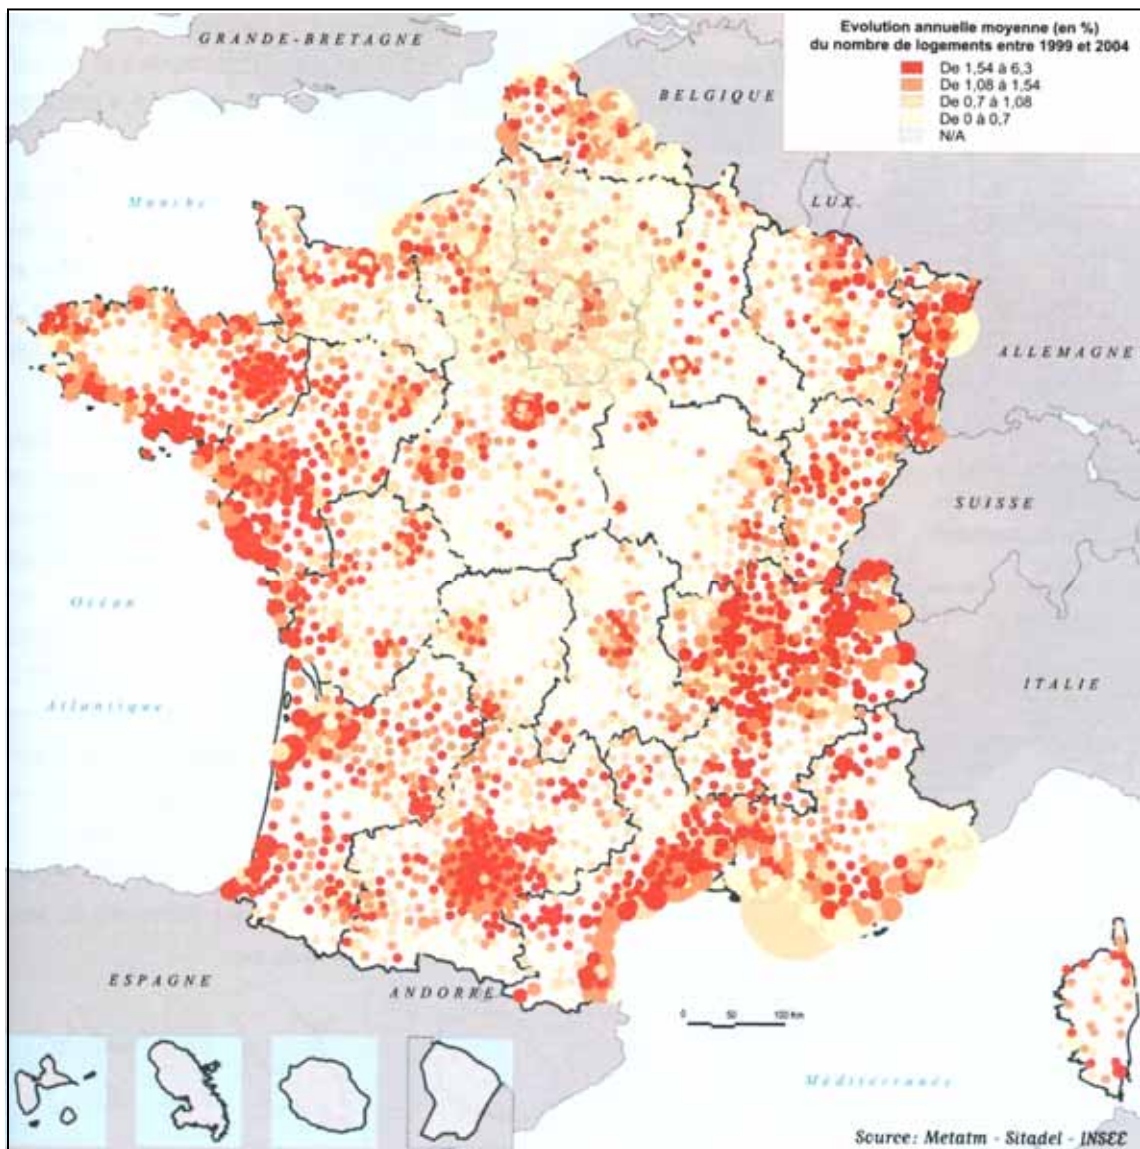 Evolution annuelle moyenne (en %)
du nombre de logements entre 1999 et 2004
De 1,54 à 6,3
De 1,08 à 1,54
De 0,7 à 1,08
De 0 à 0,7
N/A
GRANDE-BRETAGNE
BELGIQUE
Manche
LUX.
ALLEMAGNE
SUISSE
Océan
ITALIE
Atlantique
ESPAGNE
ANDORRE
0 50 100 Km
Méditerranée
Source: Metatm - Sitadel - INSEE